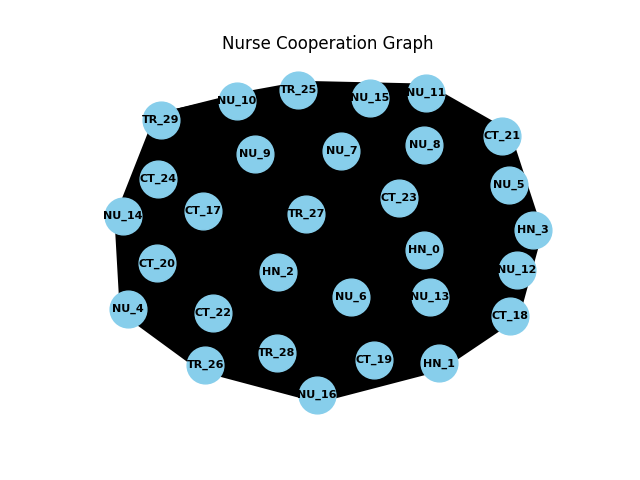 Nurse Cooperation Graph
TR_25
NU_11
NU_15
NU_10
TR_29
CT_21
NU_8
NU_7
NU_9
CT_24
NU_5
CT_23
CT_17
TR_27
NU_14
HN_3
HN_0
CT_20
NU_12
HN_2
NU_6
NU_13
NU_4
CT_22
CT_18
TR_28
CT_19
HN_1
TR_26
NU_16